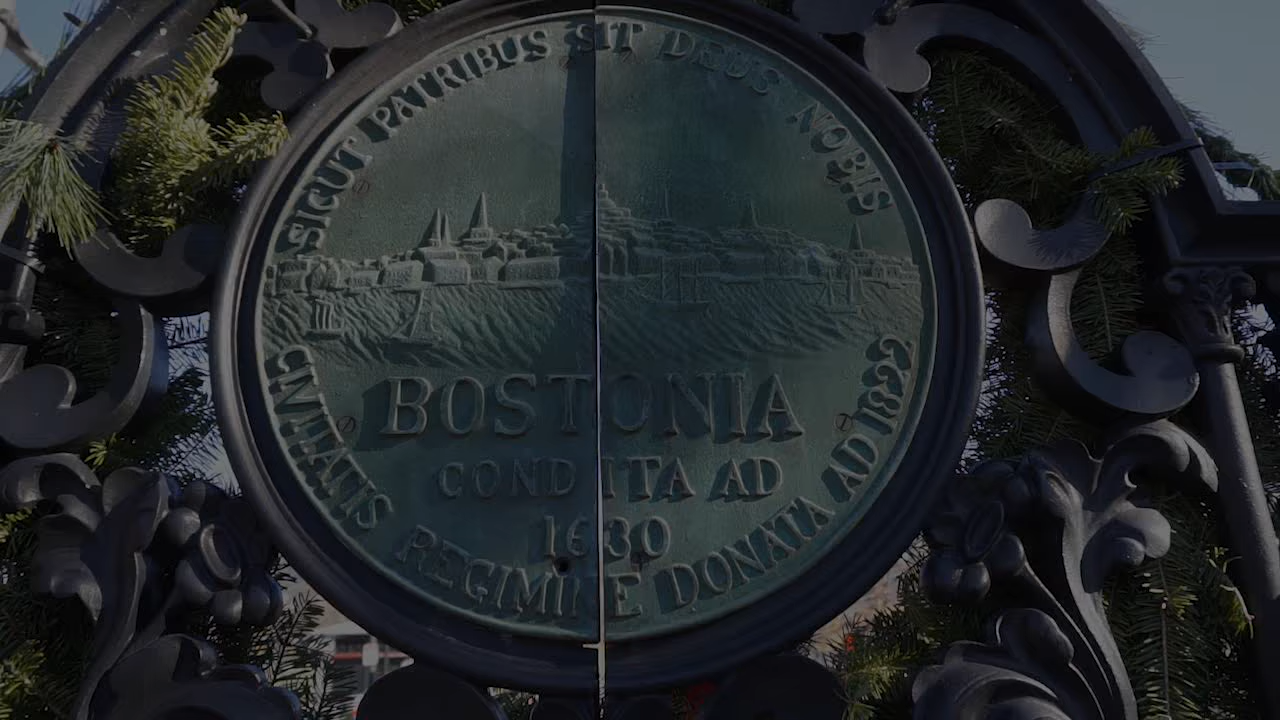 SICUT PATRIBUS SIT DEUS NOBIS
BOSTONIA
CONDITA AD
1630
CIVITATIS REGIMINE DONATA AD 1822